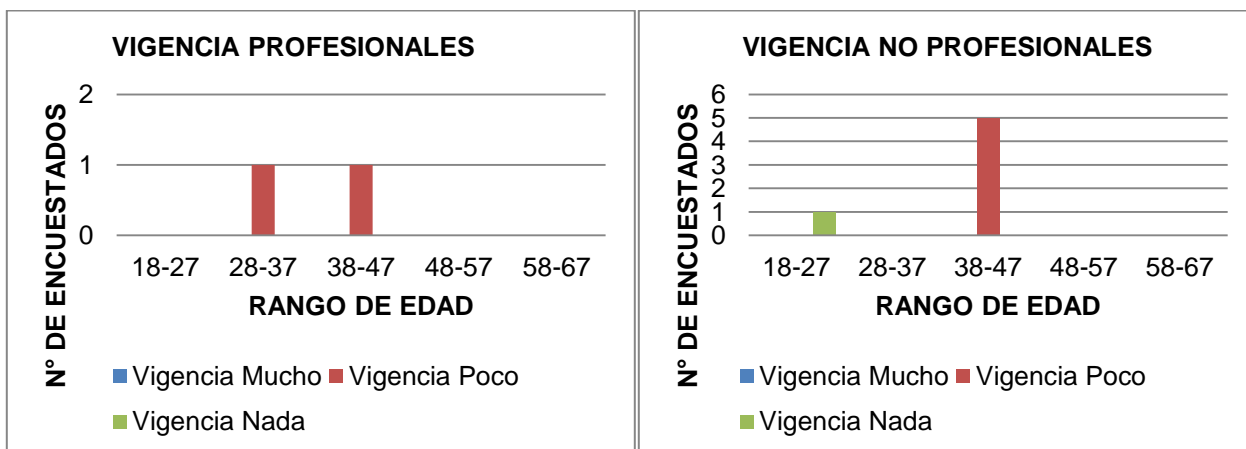 VIGENCIA PROFESIONALES
N° DE ENCUESTADOS
2
1
0
18-27 28-37 38-47 48-57 58-67
RANGO DE EDAD
Vigencia Mucho Vigencia Poco
Vigencia Nada
VIGENCIA NO PROFESIONALES
N° DE ENCUESTADOS
6
5
4
3
2
1
0
18-27 28-37 38-47 48-57 58-67
RANGO DE EDAD
Vigencia Mucho Vigencia Poco
Vigencia Nada